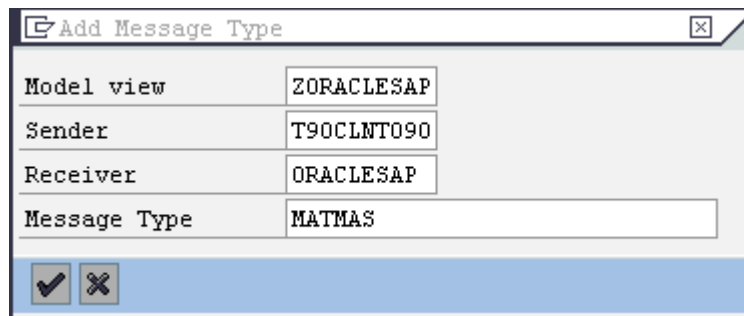 Add Message Type
Model view ZORACLESAP
Sender T90CLNT090
Receiver ORACLESAP
Message Type MATMAS